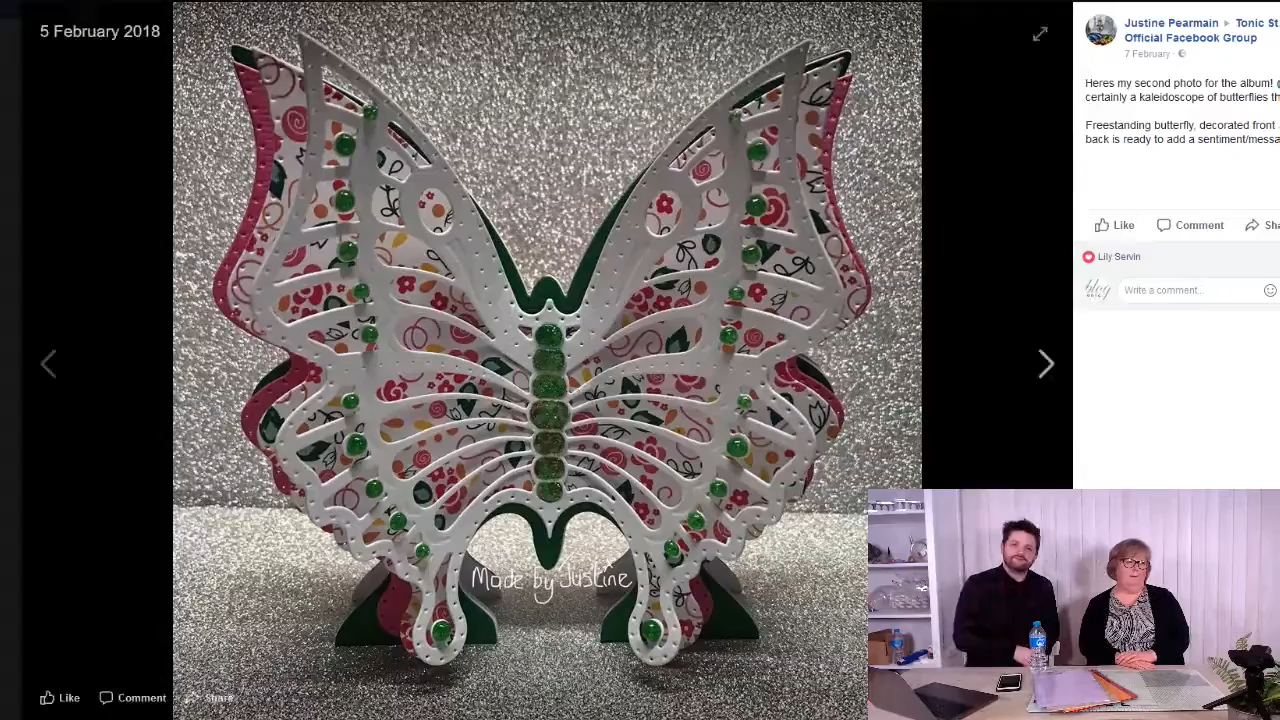 5 February 2018
Justine Pearmain ▸ Tonic St
Official Facebook Group
7 February ·
Heres my second photo for the album!
certainly a kaleidoscope of butterflies th
Freestanding butterfly, decorated front
back is ready to add a sentiment/messa
Like Comment Sha
Lily Servin
blog
Write a comment...
Made by Justine
Like Comment Share